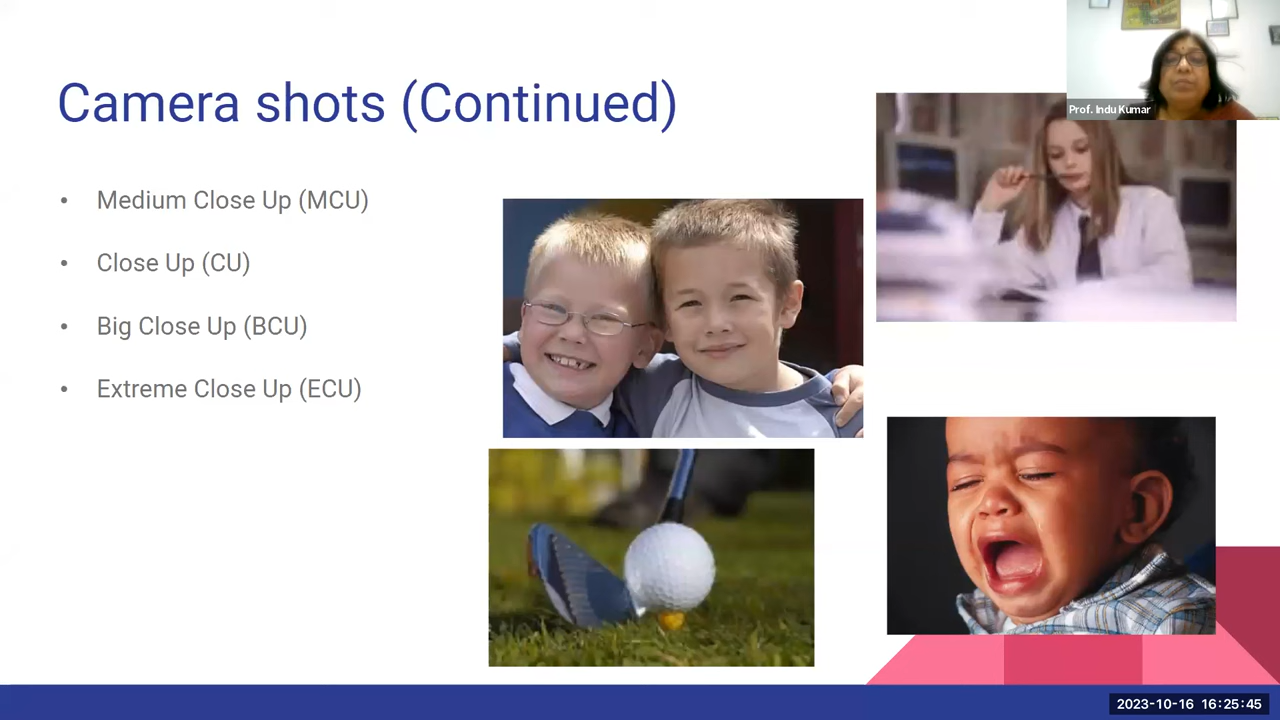 Camera shots (Continued)
Prof. Indu Kumar
• Medium Close Up (MCU)
• Close Up (CU)
• Big Close Up (BCU)
• Extreme Close Up (ECU)
2023-10-16 16:25:45